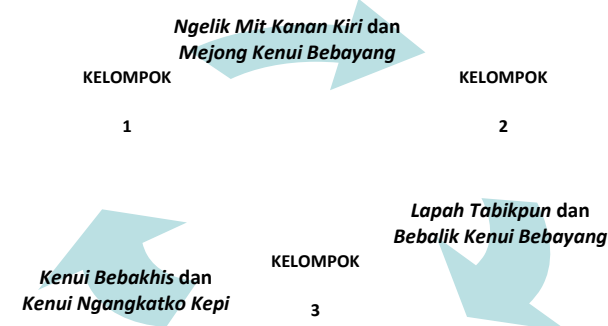 Ngelik Mit Kanan Kiri dan
Mejong Kenui Bebayang
KELOMPOK
1
KELOMPOK
2
Lapah Tabikpun dan
Bebalik Kenui Bebayang
KELOMPOK
3
Kenui Bebakhis dan
Kenui Ngangkatko Kepi